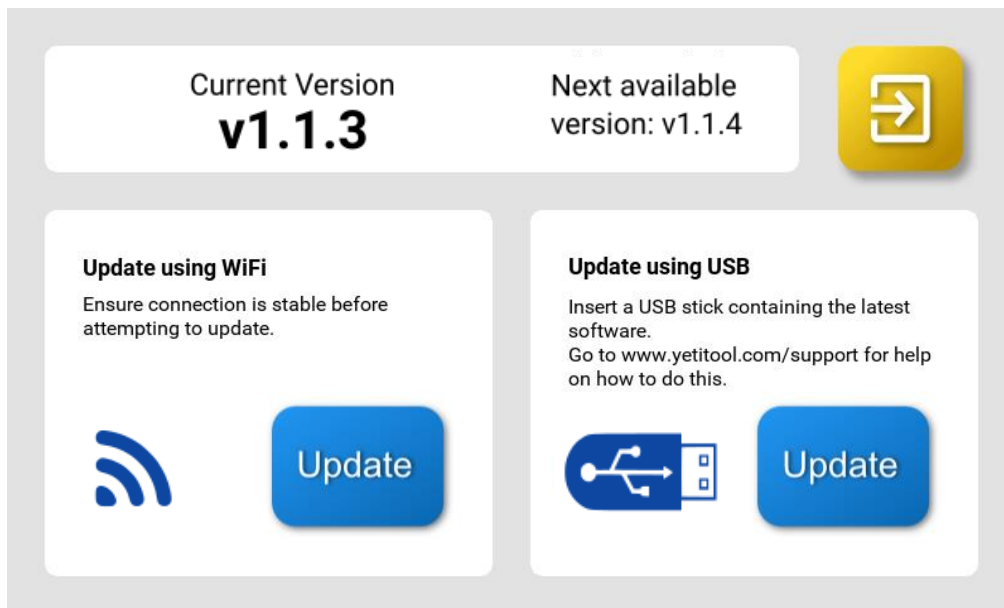 Current Version
v1.1.3
Next available
version: v1.1.4
Update using WiFi
Ensure connection is stable before
attempting to update.
Update
Update using USB
Insert a USB stick containing the latest
software.
Go to www.yetitool.com/support for help
on how to do this.
Update